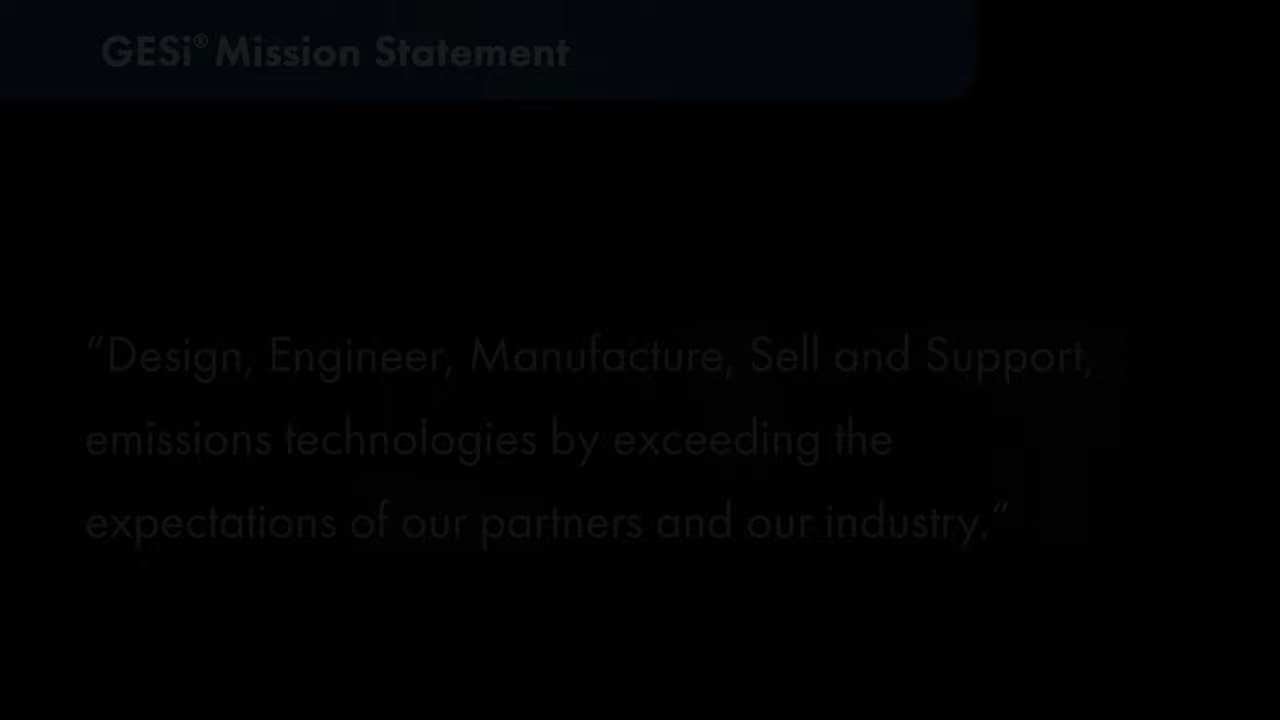 GESi® Mission Statement
“Design, Engineer, Manufacture, Sell and Support,
emissions technologies by exceeding the
expectations of our partners and our industry.”